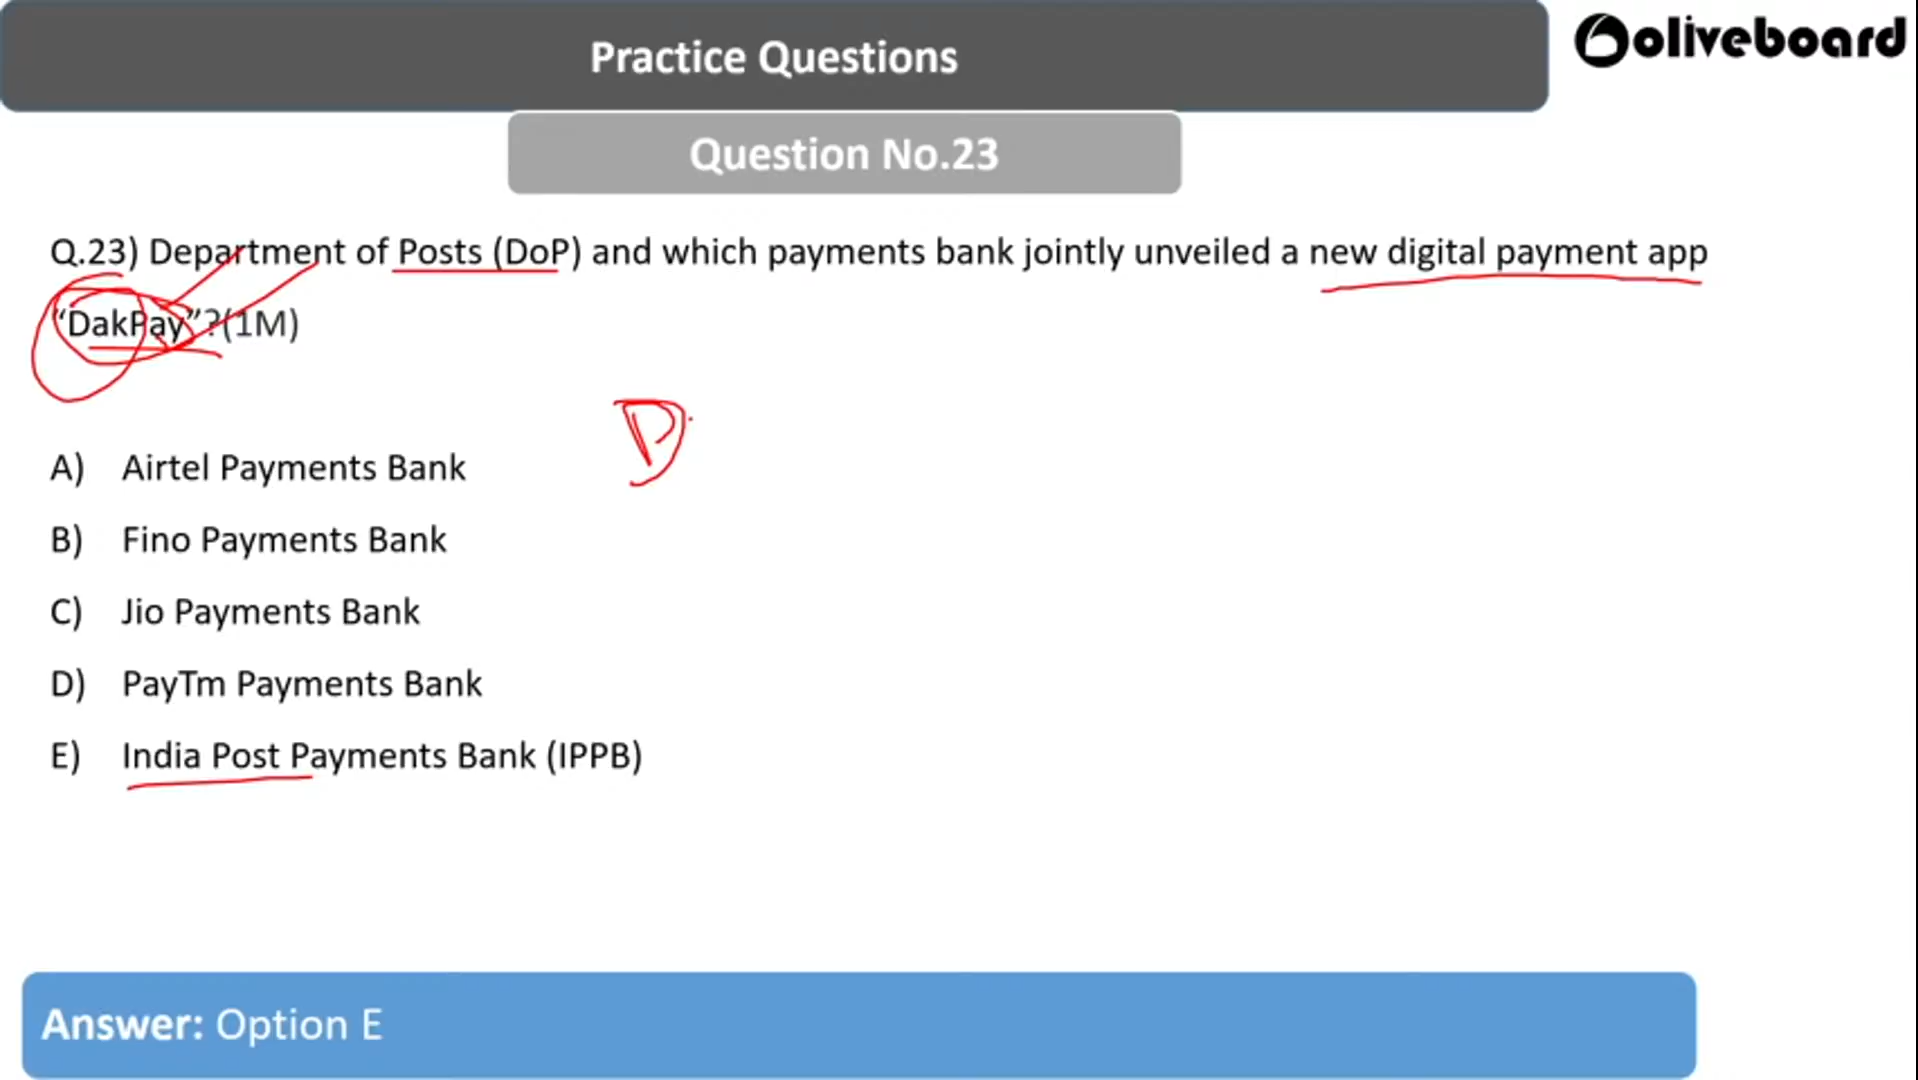 Practice Questions
oliveboard
Question No.23
Q.23) Department of Posts (DoP) and which payments bank jointly unveiled a new digital payment app
“DakPay”?(1M)
D
A) Airtel Payments Bank
B) Fino Payments Bank
C) Jio Payments Bank
D) PayTm Payments Bank
E) India Post Payments Bank (IPPB)
Answer: Option E